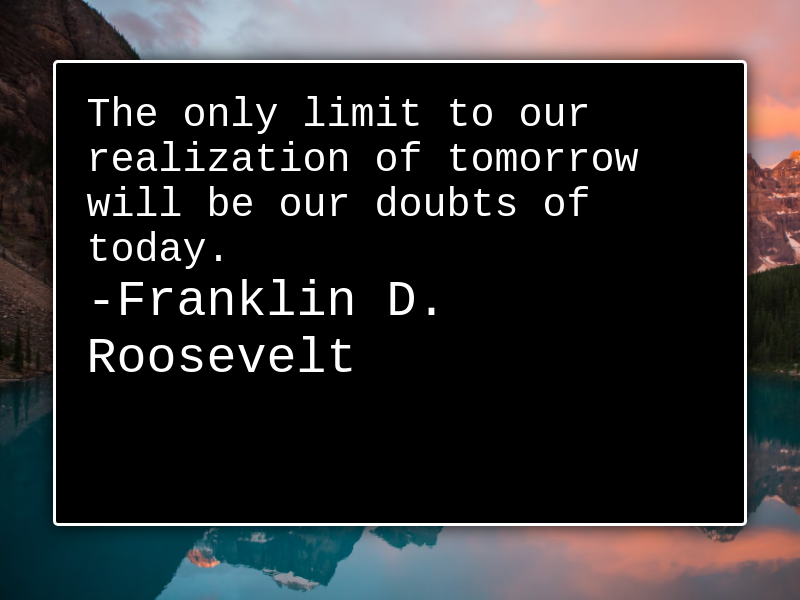 The only limit to our
realization of tomorrow
will be our doubts of
today.
-Franklin D.
Roosevelt